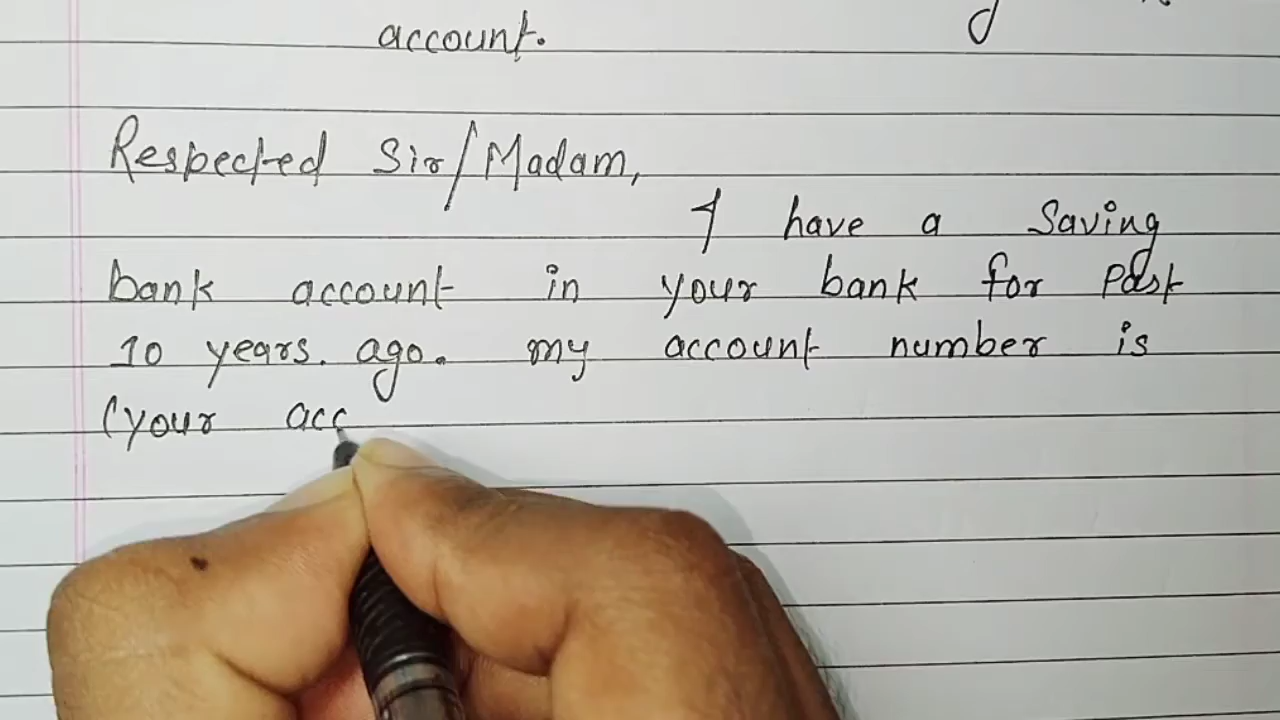 account.
Respected Sir/Madam,
I have a Saving
bank account in your bank for past
10 years. ago. my account number is
(your acc